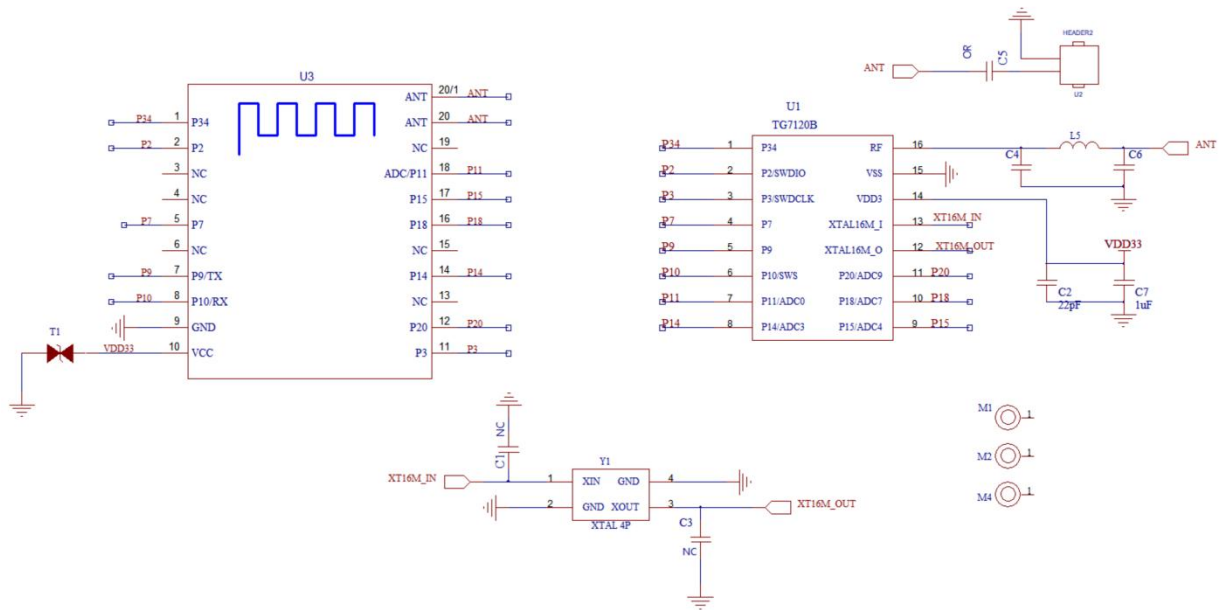 U3
20/1
ANT
ANT
P34
1
P34
ANT
20
ANT
P2
2
P2
NC
19
3
NC
ADC/P11
18
P11
4
NC
P15
17
P15
P7
5
P7
P18
16
P18
6
NC
NC
15
P9
7
P9/TX
P14
14
P14
P10
8
P10/RX
NC
13
9
GND
P20
12
P20
T1
VDD33
10
VCC
P3
11
P3
HEADER2
U2
ANT
0R
C5
U1
TG7120B
P34
1
P34
RF
16
P2
2
P2/SWDIO
VSS
15
P3
3
P3/SWDCLK
VDD3
14
P7
4
P7
XTAL16M_I
13
XT16M_IN
P9
5
P9
XTAL16M_O
12
XT16M_OUT
P10
6
P10/SWS
P20/ADC9
11
P20
P11
7
P11/ADC0
P18/ADC7
10
P18
P14
8
P14/ADC3
P15/ADC4
9
P15
C4
L5
C6
ANT
VDD33
C2
22pF
C7
1uF
NC
C1
Y1
XT16M_IN
1
XIN
GND
4
2
GND
XOUT
3
XTAL 4P
XT16M_OUT
C3
NC
M1
1
M2
1
M4
1